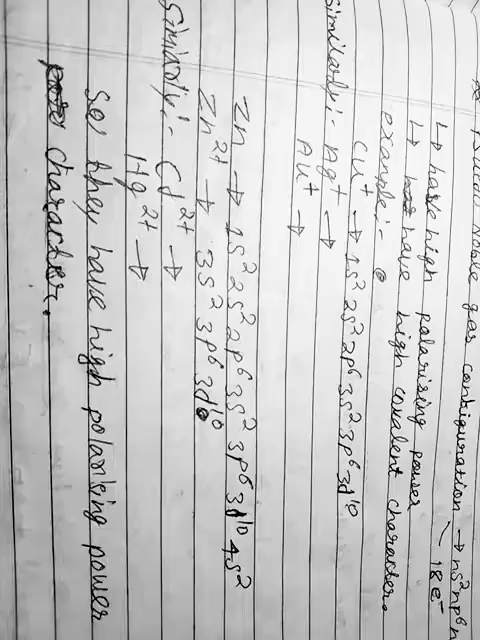 Pseudo Noble gas configuration → ns²np⁶n
18e⁻
↳ have high polarising power
↳ have high covalent character.
example:-
Cu⁺ → 1s² 2s² 2p⁶ 3s² 3p⁶ 3d¹⁰
Similarly:- Ag⁺ →
Au⁺ →
Zn → 1s² 2s² 2p⁶ 3s² 3p⁶ 3d¹⁰ 4s²
Zn²⁺ → 3s² 3p⁶ 3d¹⁰
Similarly:- Cd²⁺ →
Hg²⁺ →
So, they have high polarising power
character.